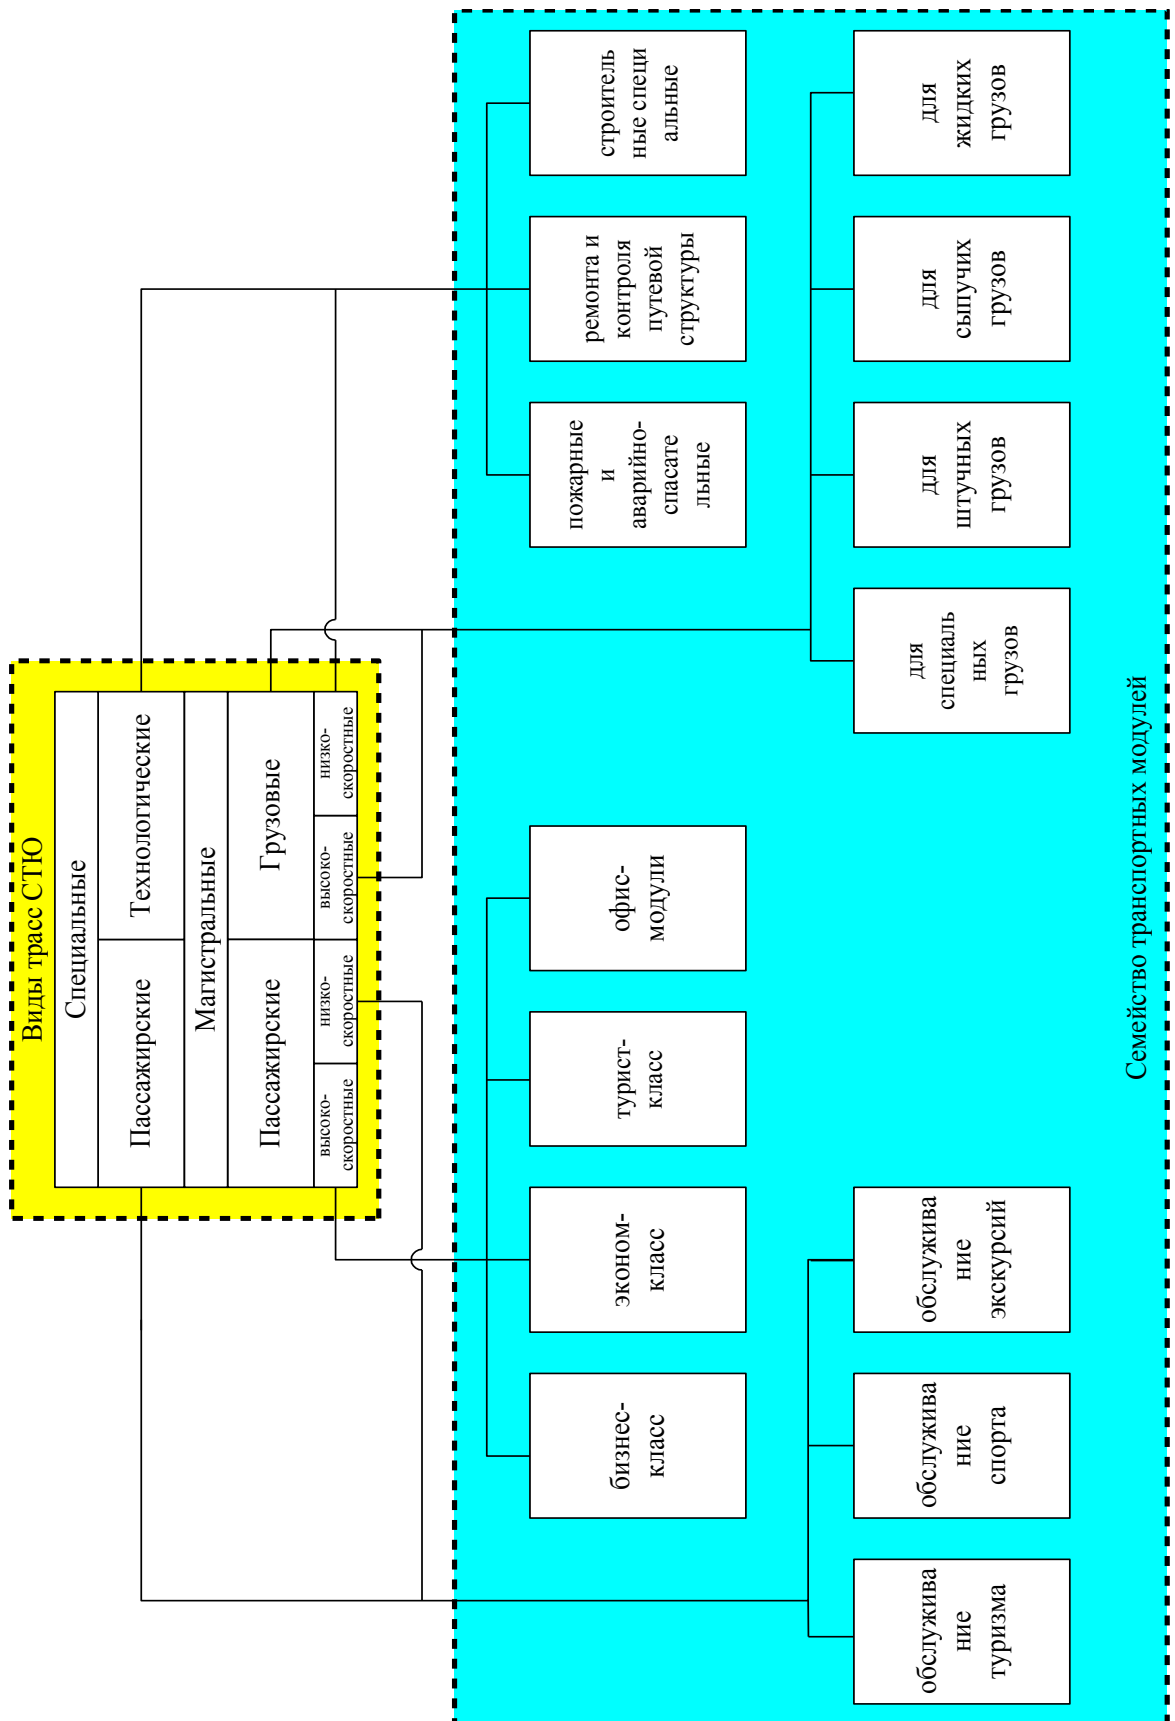 Виды трасс СТЮ
Специальные
Пассажирские
Технологические
Магистральные
Пассажирские
Грузовые
высоко-
скоростные
низко-
скоростные
высоко-
скоростные
низко-
скоростные
бизнес-
класс
эконом-
класс
турист-
класс
офис-
модули
пожарные
и
аварийно-
спасате
льные
ремонта и
контроля
путевой
структуры
строитель
ные специ
альные
обслужива
ние
туризма
обслужива
ние
спорта
обслужива
ние
экскурсий
для
специаль
ных
грузов
для
штучных
грузов
для
сыпучих
грузов
для
жидких
грузов
Семейство транспортных модулей